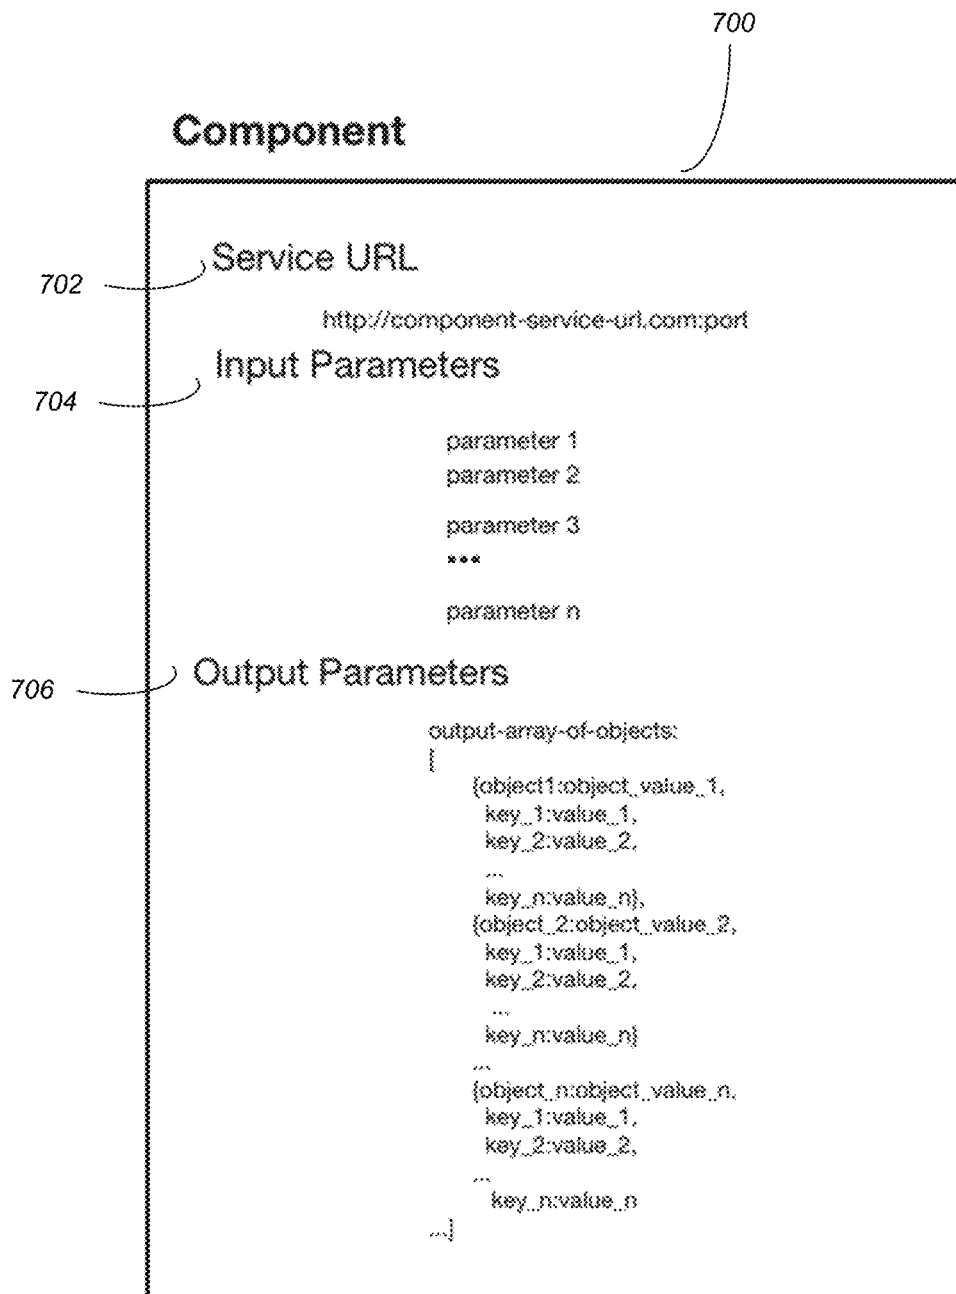 700
Component
Service URL
702
http://component-service-url.com:port
Input Parameters
704
parameter 1
parameter 2
parameter 3
...
parameter n
Output Parameters
706
output-array-of-objects:
[
{object1:object_value_1,
key_1:value_1,
key_2:value_2,
...
key_n:value_n},
{object_2:object_value_2,
key_1:value_1,
key_2:value_2,
...
key_n:value_n}
...
{object_n:object_value_n,
key_1:value_1,
key_2:value_2,
...
key_n:value_n
...]